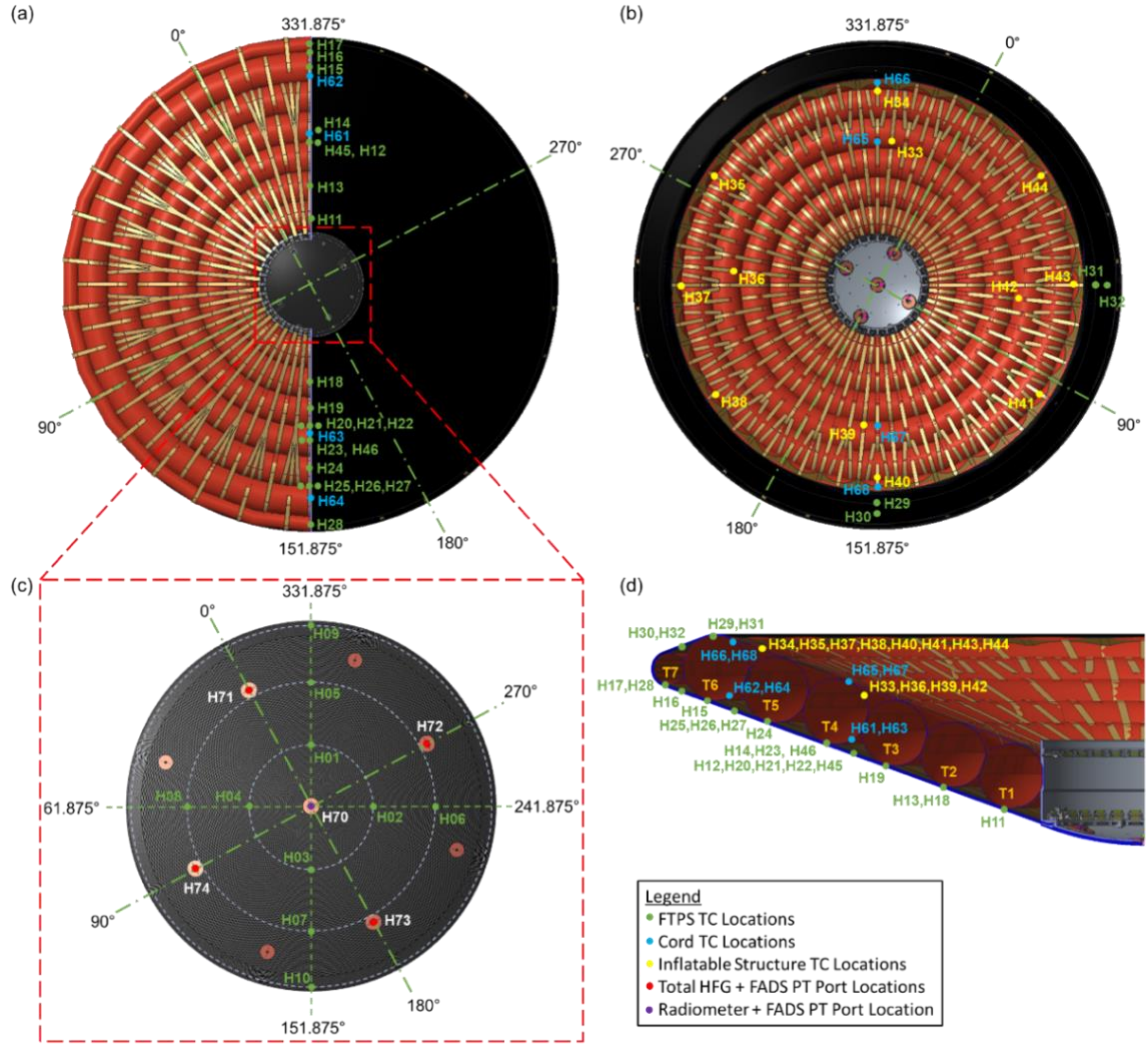 (a)
331.875°
0°
H17
H16
H15
H62
H14
H61
H45, H12
270°
H13
H11
H18
H19
H20,H21,H22
H63
H23, H46
H24
H25,H26,H27
H64
H28
90°
180°
151.875°
(b)
331.875°
0°
H66
H34
270°
H65
H33
H35
H44
H36
H37
H43
H31
H42
H32
H38
H41
H39
H67
90°
H40
H68
H29
H30
180°
151.875°
(c)
331.875°
0°
H09
H71
H05
270°
H72
H01
61.875°
H08
H04
H70
H02
H06
241.875°
H03
H74
90°
H07
H73
H10
180°
151.875°
(d)
H29,H31
H30,H32
H34,H35,H37,H38,H40,H41,H43,H44
H66,H68
H65,H67
T7
T6
H62,H64
H33,H36,H39,H42
H17,H28
H16
T5
H15
H25,H26,H27
T4
H61,H63
H24
H14,H23, H46
T3
H12,H20,H21,H22,H45
H19
T2
H13,H18
T1
H11
Legend
FTPS TC Locations
Cord TC Locations
Inflatable Structure TC Locations
Total HFG + FADS PT Port Locations
Radiometer + FADS PT Port Location